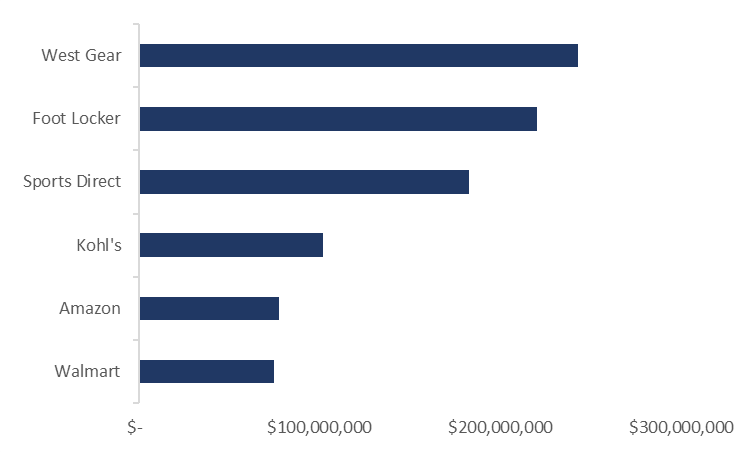 West Gear
Foot Locker
Sports Direct
Kohl's
Amazon
Walmart
$- $100,000,000 $200,000,000 $300,000,000